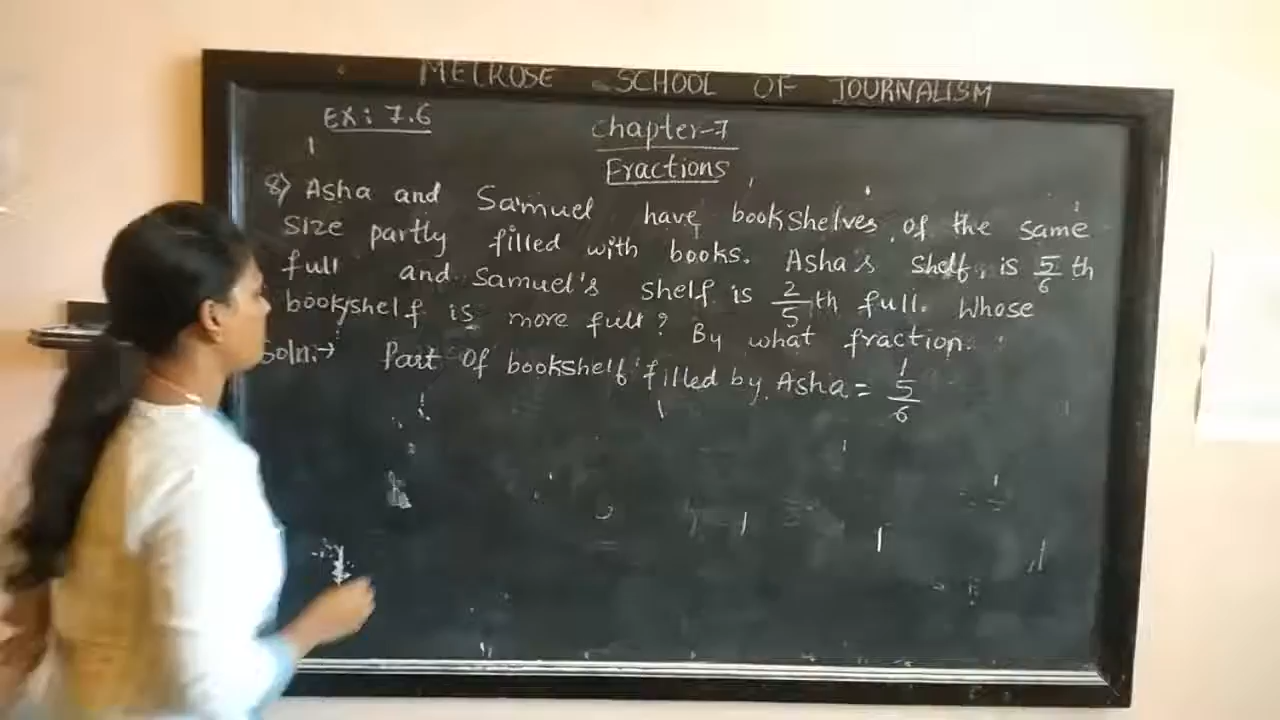 MELROSE SCHOOL OF JOURNALISM
EX: 7.6
Chapter-7
Fractions
8) Asha and Samuel have bookshelves of the same
size partly filled with books. Asha's shelf is 5/6 th
full and Samuel's shelf is 2/5 th full. Whose
bookshelf is more full? By what fraction.
Soln:→ Part of bookshelf filled by Asha = 5/6